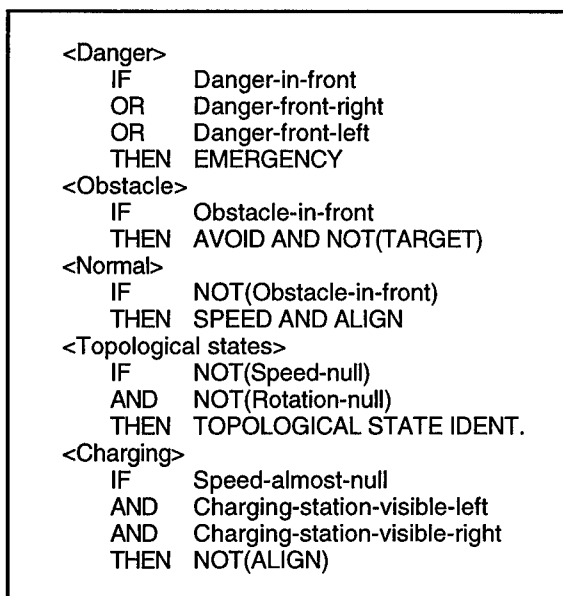 <Danger>
IF Danger-in-front
OR Danger-front-right
OR Danger-front-left
THEN EMERGENCY
<Obstacle>
IF Obstacle-in-front
THEN AVOID AND NOT(TARGET)
<Normal>
IF NOT(Obstacle-in-front)
THEN SPEED AND ALIGN
<Topological states>
IF NOT(Speed-null)
AND NOT(Rotation-null)
THEN TOPOLOGICAL STATE IDENT.
<Charging>
IF Speed-almost-null
AND Charging-station-visible-left
AND Charging-station-visible-right
THEN NOT(ALIGN)